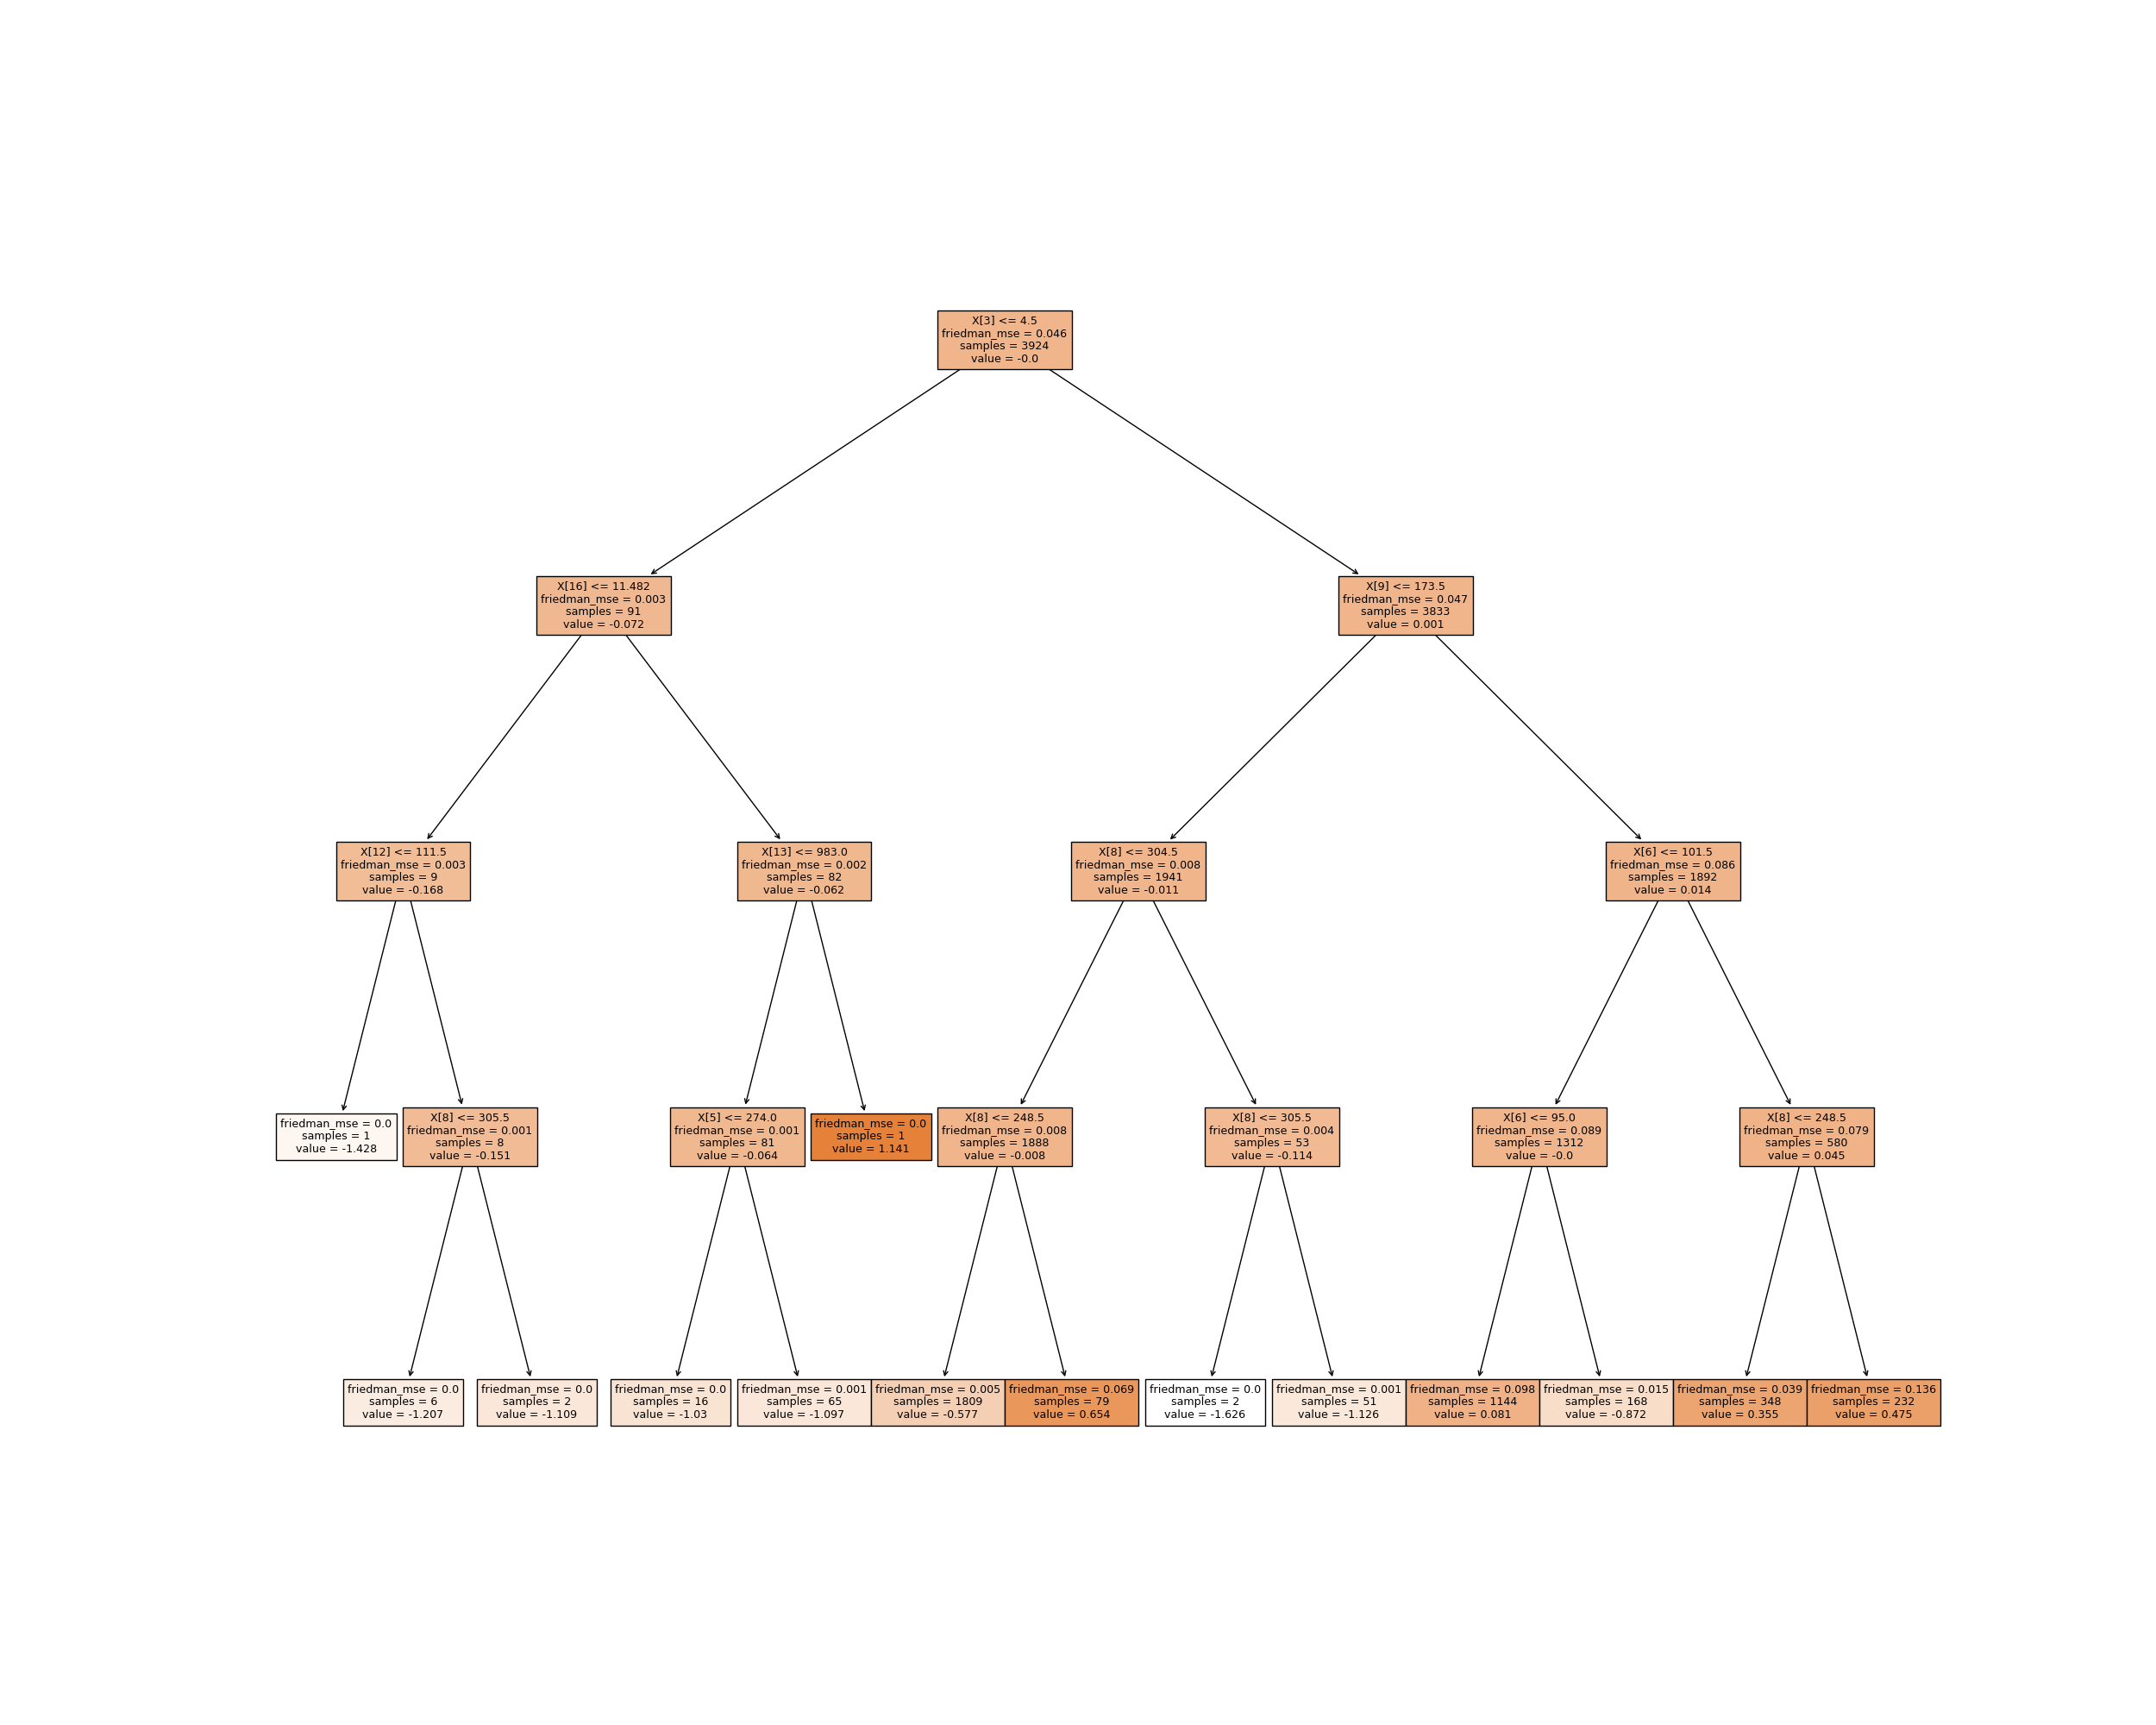 X[3] <= 4.5
friedman_mse = 0.046
samples = 3924
value = -0.0
X[16] <= 11.482
friedman_mse = 0.003
samples = 91
value = -0.072
X[9] <= 173.5
friedman_mse = 0.047
samples = 3833
value = 0.001
X[12] <= 111.5
friedman_mse = 0.003
samples = 9
value = -0.168
X[13] <= 983.0
friedman_mse = 0.002
samples = 82
value = -0.062
X[8] <= 304.5
friedman_mse = 0.008
samples = 1941
value = -0.011
X[6] <= 101.5
friedman_mse = 0.086
samples = 1892
value = 0.014
friedman_mse = 0.0
samples = 1
value = -1.428
X[8] <= 305.5
friedman_mse = 0.001
samples = 8
value = -0.151
X[5] <= 274.0
friedman_mse = 0.001
samples = 81
value = -0.064
friedman_mse = 0.0
samples = 1
value = 1.141
X[8] <= 248.5
friedman_mse = 0.008
samples = 1888
value = -0.008
X[8] <= 305.5
friedman_mse = 0.004
samples = 53
value = -0.114
X[6] <= 95.0
friedman_mse = 0.089
samples = 1312
value = -0.0
X[8] <= 248.5
friedman_mse = 0.079
samples = 580
value = 0.045
friedman_mse = 0.0
samples = 6
value = -1.207
friedman_mse = 0.0
samples = 2
value = -1.109
friedman_mse = 0.0
samples = 16
value = -1.03
friedman_mse = 0.001
samples = 65
value = -1.097
friedman_mse = 0.005
samples = 1809
value = -0.577
friedman_mse = 0.069
samples = 79
value = 0.654
friedman_mse = 0.0
samples = 2
value = -1.626
friedman_mse = 0.001
samples = 51
value = -1.126
friedman_mse = 0.098
samples = 1144
value = 0.081
friedman_mse = 0.015
samples = 168
value = -0.872
friedman_mse = 0.039
samples = 348
value = 0.355
friedman_mse = 0.136
samples = 232
value = 0.475